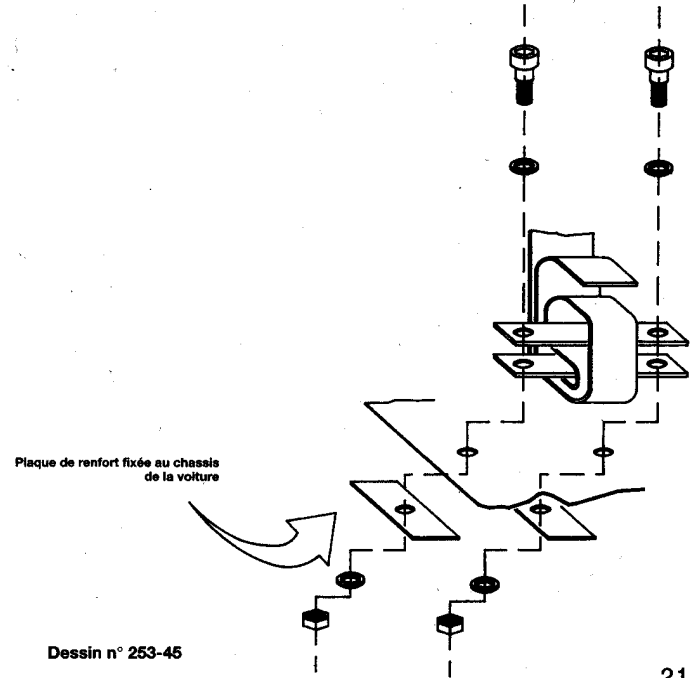 Plaque de renfort fixée au chassis
de la voiture
Dessin n° 253-45
21